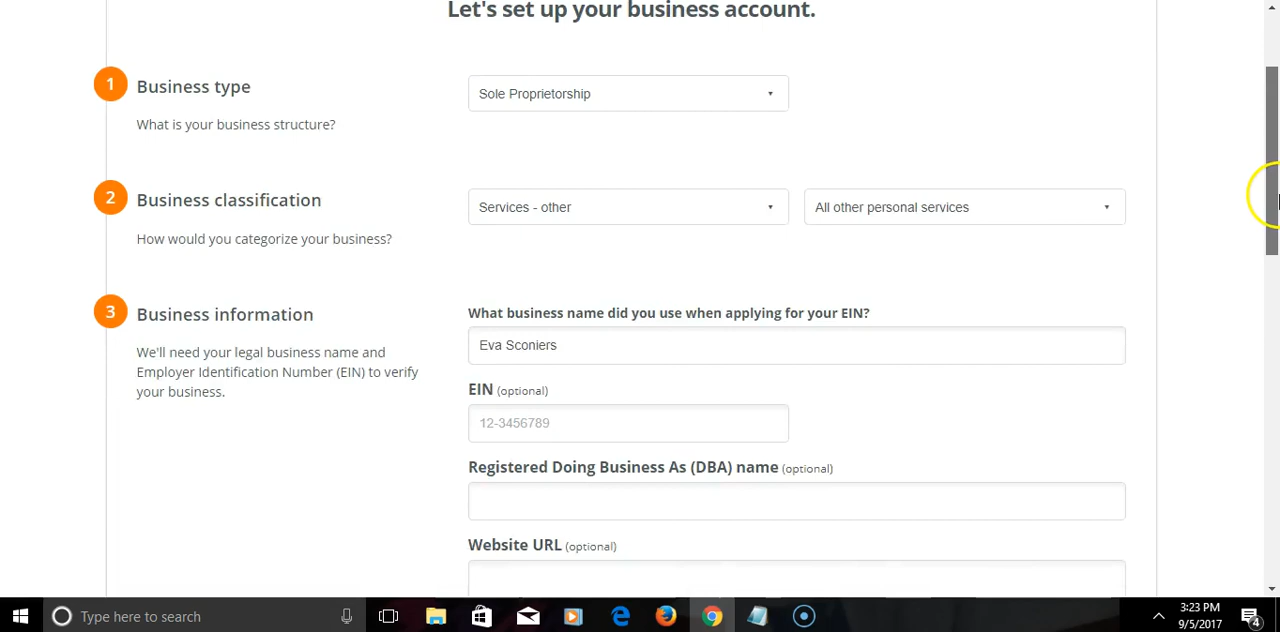 Let's set up your business account.
1 Business type
Sole Proprietorship
What is your business structure?
2 Business classification
Services - other
All other personal services
How would you categorize your business?
3 Business information
What business name did you use when applying for your EIN?
Eva Sconiers
We'll need your legal business name and
Employer Identification Number (EIN) to verify
your business.
EIN (optional)
12-3456789
Registered Doing Business As (DBA) name (optional)
Website URL (optional)
Type here to search
3:23 PM
9/5/2017
4